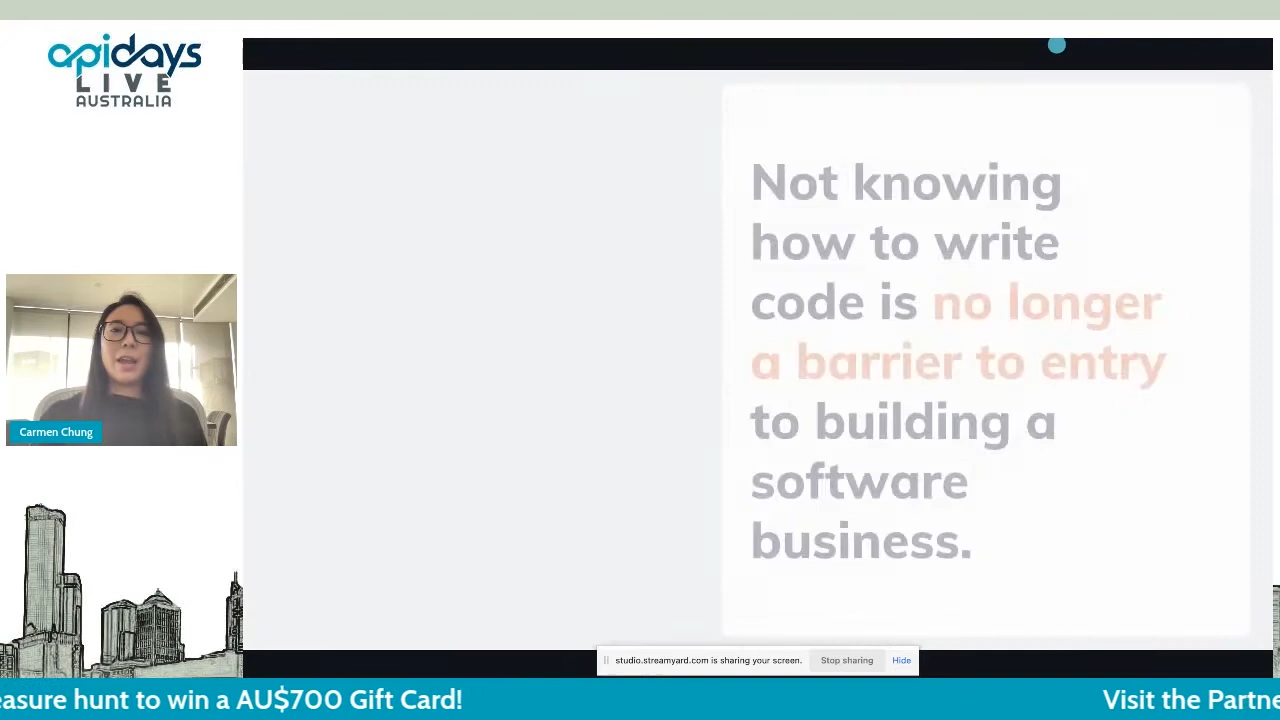 apidays
LIVE
AUSTRALIA
Not knowing
how to write
code is no longer
a barrier to entry
to building a
software
business.
Carmen Chung
studio.streamyard.com is sharing your screen.
Stop sharing
Hide
easure hunt to win a AU$700 Gift Card!
Visit the Partne